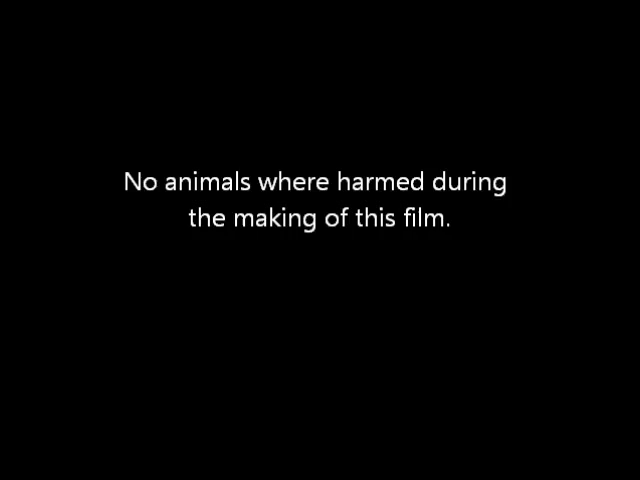 No animals where harmed during
the making of this film.